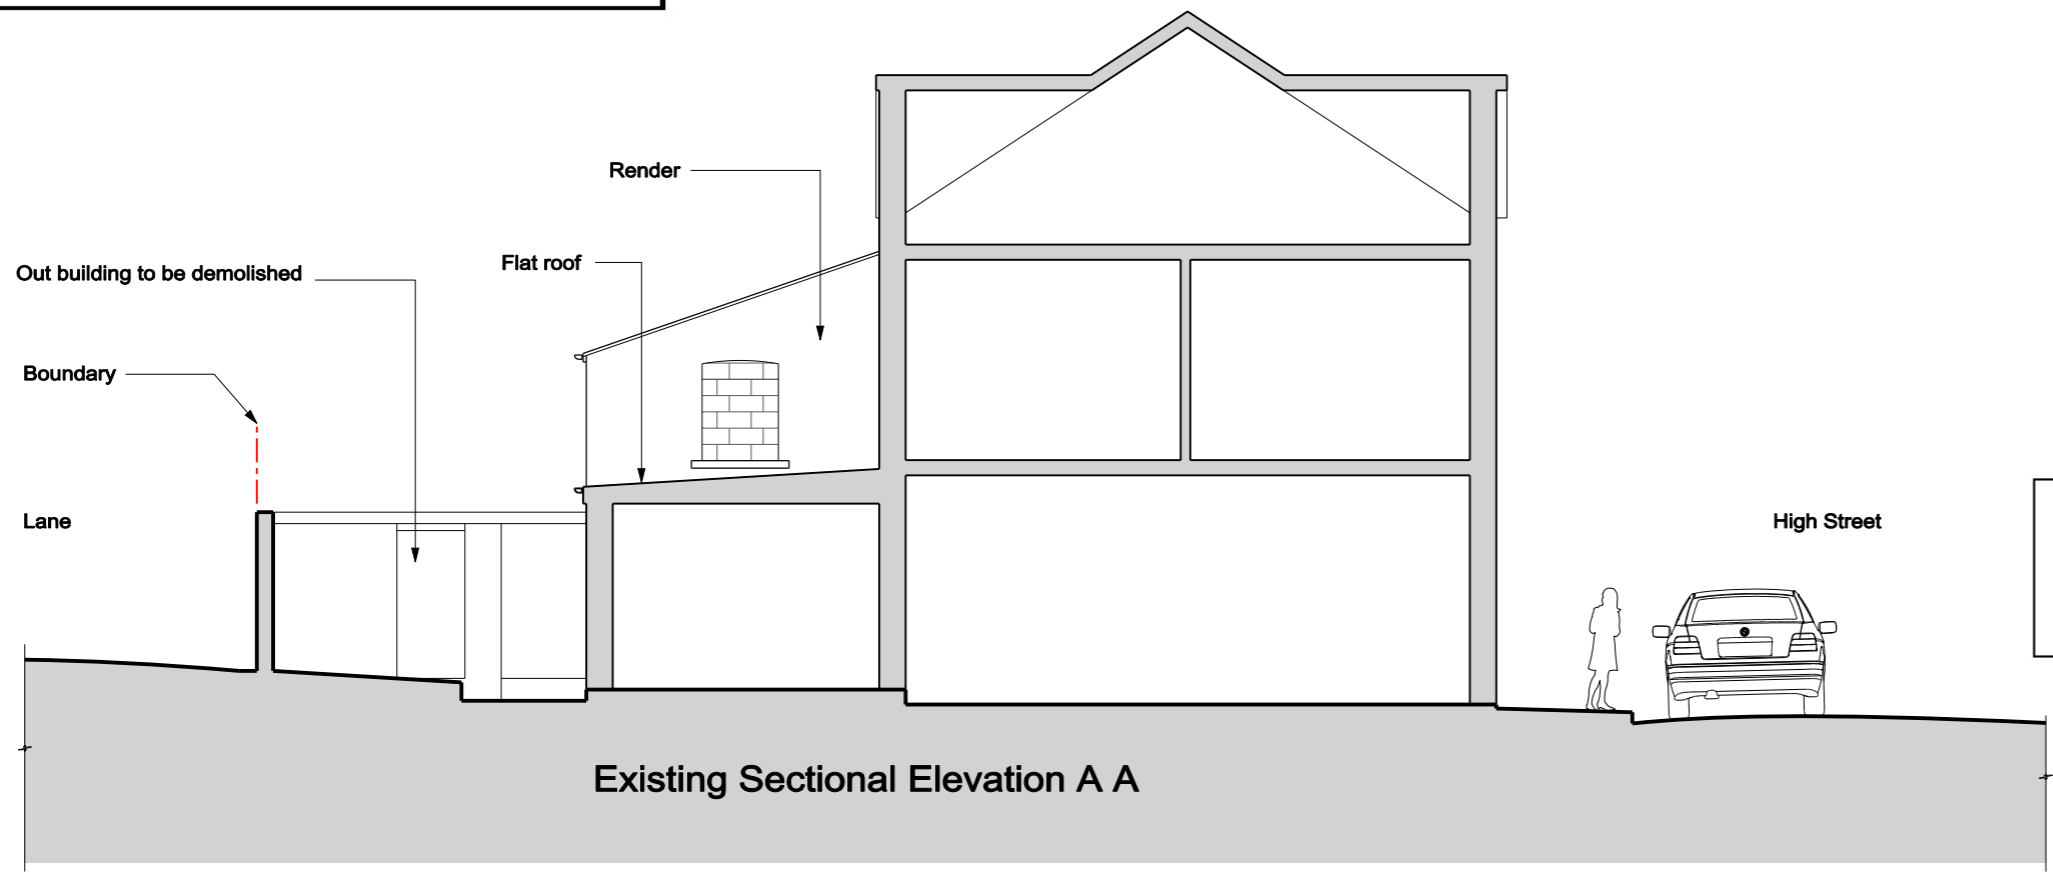 Render
Flat roof
Out building to be demolished
Boundary
Lane
High Street
Existing Sectional Elevation A A